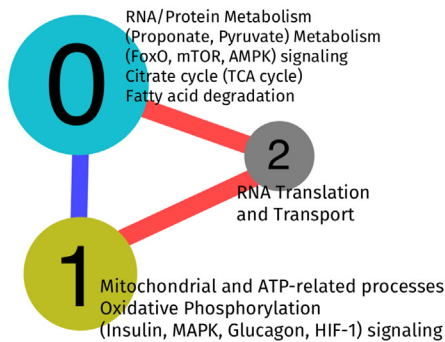 0
RNA/Protein Metabolism
(Proponate, Pyruvate) Metabolism
(FoxO, mTOR, AMPK) signaling
Citrate cycle (TCA cycle)
Fatty acid degradation
2
RNA Translation
and Transport
1
Mitochondrial and ATP-related processes
Oxidative Phosphorylation
(Insulin, MAPK, Glucagon, HIF-1) signaling